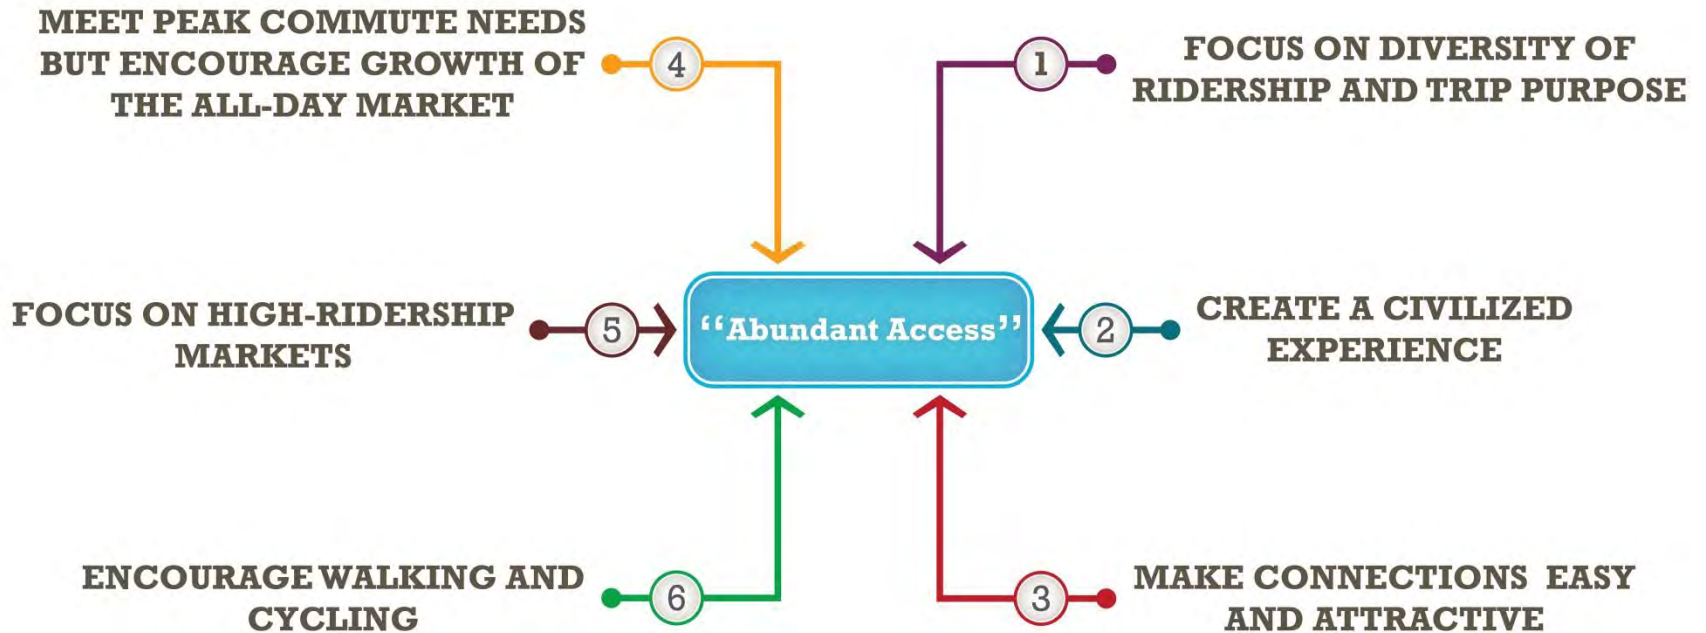 MEET PEAK COMMUTE NEEDS
BUT ENCOURAGE GROWTH OF
THE ALL-DAY MARKET
4
1
FOCUS ON DIVERSITY OF
RIDERSHIP AND TRIP PURPOSE
FOCUS ON HIGH-RIDERSHIP
MARKETS
5
“Abundant Access”
2
CREATE A CIVILIZED
EXPERIENCE
ENCOURAGE WALKING AND
CYCLING
6
3
MAKE CONNECTIONS EASY
AND ATTRACTIVE